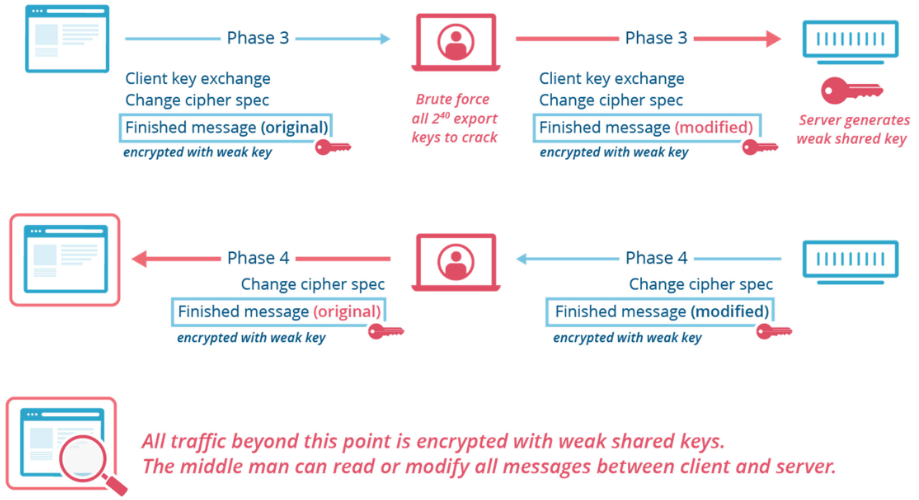 Phase 3
Phase 3
Client key exchange
Change cipher spec
Finished message (original)
encrypted with weak key
Brute force
all 2⁴⁰ export
keys to crack
Client key exchange
Change cipher spec
Finished message (modified)
encrypted with weak key
Server generates
weak shared key
Phase 4
Phase 4
Change cipher spec
Finished message (original)
encrypted with weak key
Change cipher spec
Finished message (modified)
encrypted with weak key
All traffic beyond this point is encrypted with weak shared keys.
The middle man can read or modify all messages between client and server.